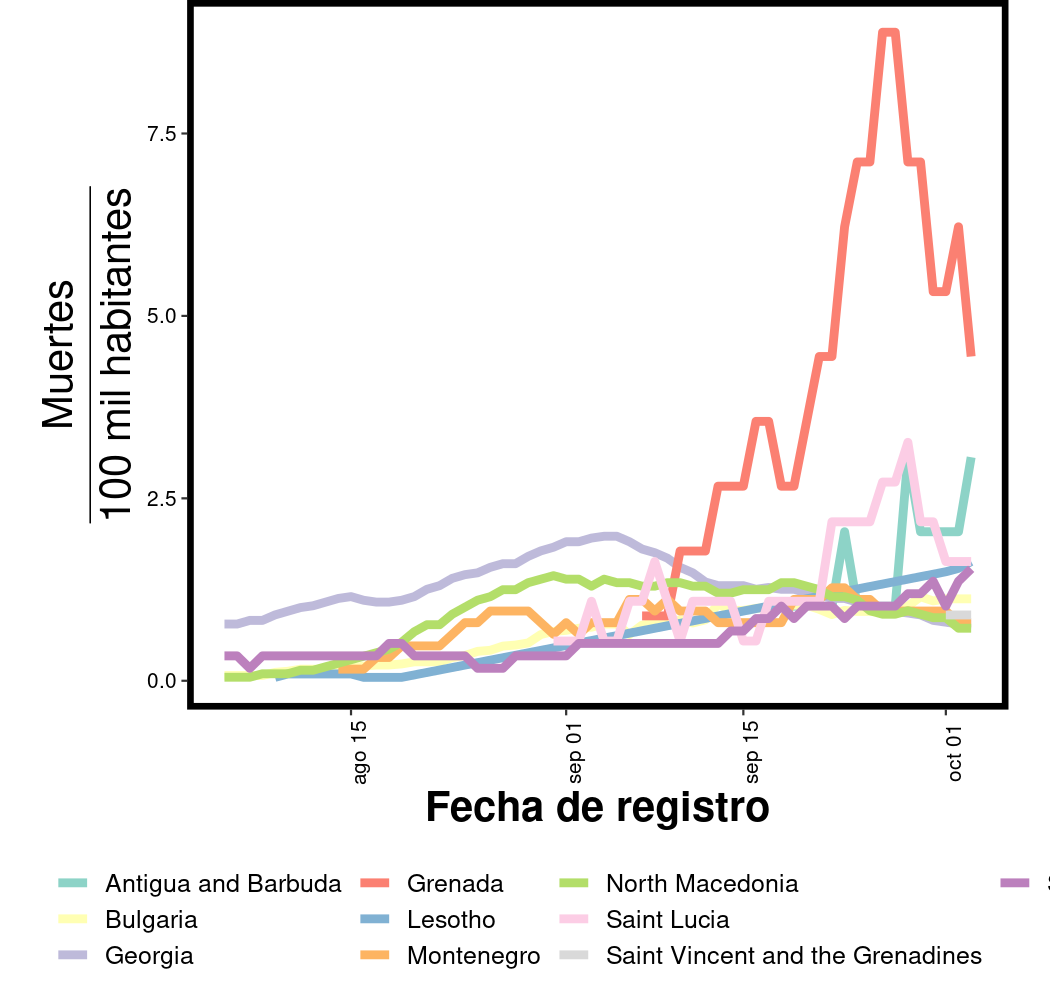 Muertes
100 mil habitantes
7.5
5.0
2.5
0.0
ago 15
sep 01
sep 15
oct 01
Fecha de registro
Antigua and Barbuda
Grenada
North Macedonia
Bulgaria
Lesotho
Saint Lucia
Georgia
Montenegro
Saint Vincent and the Grenadines